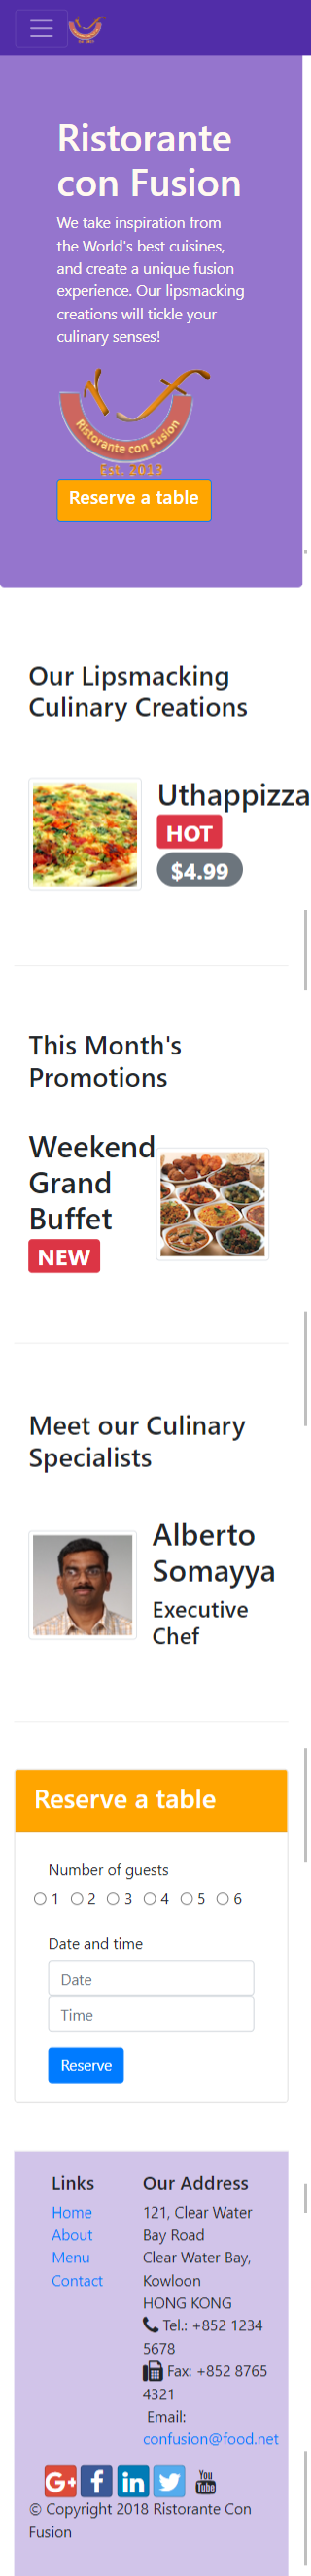 Ristorante
con Fusion
We take inspiration from
the World's best cuisines,
and create a unique fusion
experience. Our lipsmacking
creations will tickle your
culinary senses!
Ristorante con Fusion
Est. 2013
Reserve a table
Our Lipsmacking
Culinary Creations
Uthappizza
HOT
$4.99
This Month's
Promotions
Weekend
Grand
Buffet
NEW
Meet our Culinary
Specialists
Alberto
Somayya
Executive
Chef
Reserve a table
Number of guests
1 2 3 4 5 6
Date and time
Date
Time
Reserve
Links
Home
About
Menu
Contact
Our Address
121, Clear Water
Bay Road
Clear Water Bay,
Kowloon
HONG KONG
Tel.: +852 1234
5678
Fax: +852 8765
4321
Email:
confusion@food.net
G+ f in You Tube
© Copyright 2018 Ristorante Con
Fusion